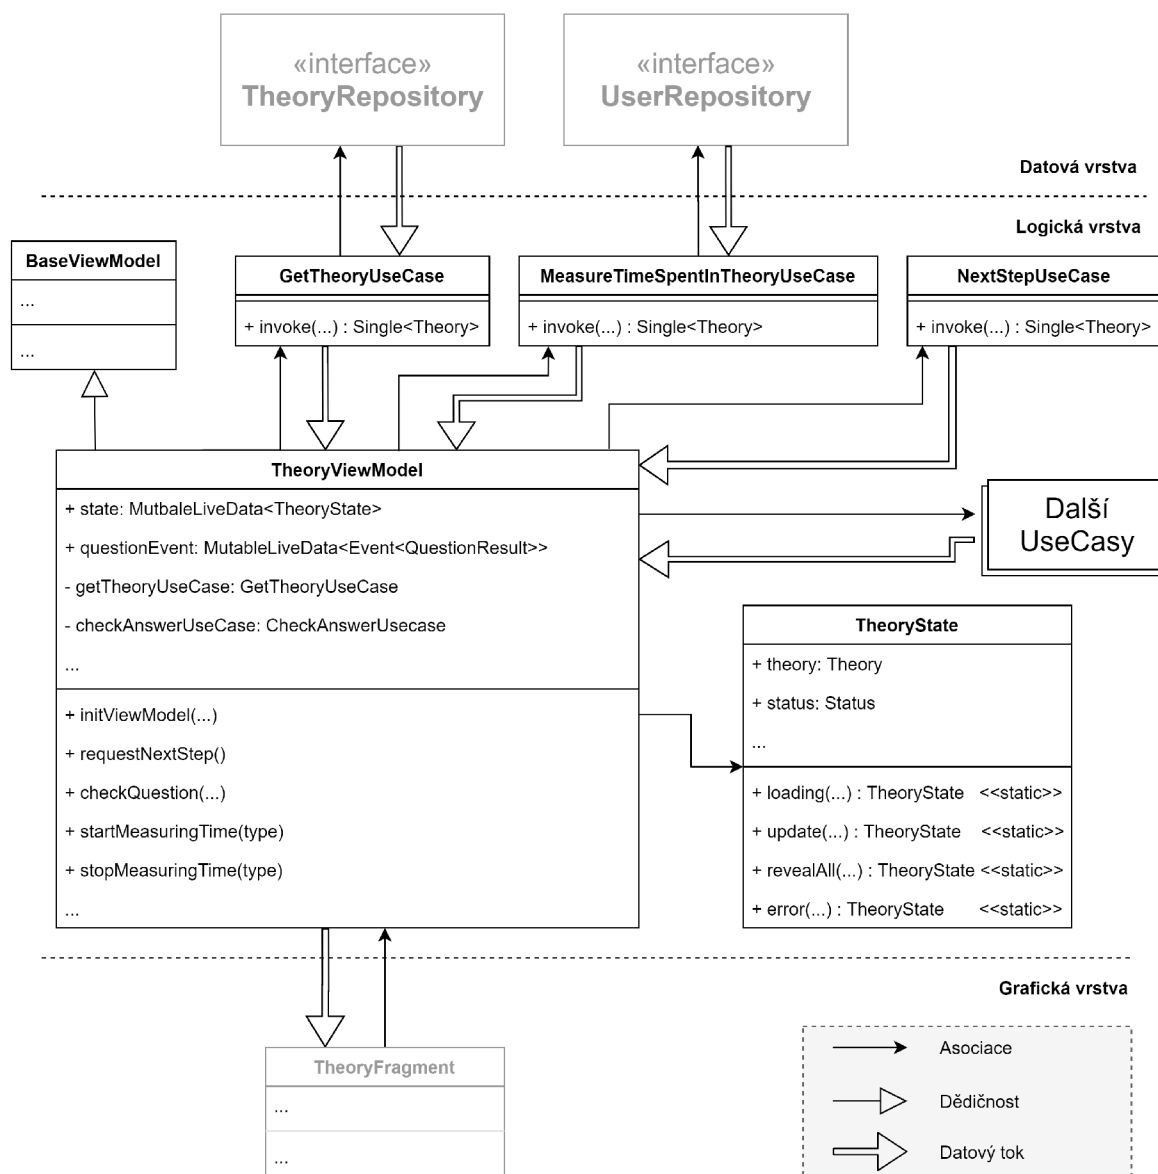 «interface»
TheoryRepository
«interface»
UserRepository
Datová vrstva
Logická vrstva
BaseViewModel
...
...
GetTheoryUseCase
+ invoke(...) : Single<Theory>
MeasureTimeSpentInTheoryUseCase
+ invoke(...) : Single<Theory>
NextStepUseCase
+ invoke(...) : Single<Theory>
TheoryViewModel
+ state: MutbaleLiveData<TheoryState>
+ questionEvent: MutableLiveData<Event<QuestionResult>>
- getTheoryUseCase: GetTheoryUseCase
- checkAnswerUseCase: CheckAnswerUsecase
...
+ initViewModel(...)
+ requestNextStep()
+ checkQuestion(...)
+ startMeasuringTime(type)
+ stopMeasuringTime(type)
...
Další
UseCasy
TheoryState
+ theory: Theory
+ status: Status
...
+ loading(...) : TheoryState <<static>>
+ update(...) : TheoryState <<static>>
+ revealAll(...) : TheoryState <<static>>
+ error(...) : TheoryState <<static>>
Grafická vrstva
TheoryFragment
...
...
Asociace
Dědičnost
Datový tok